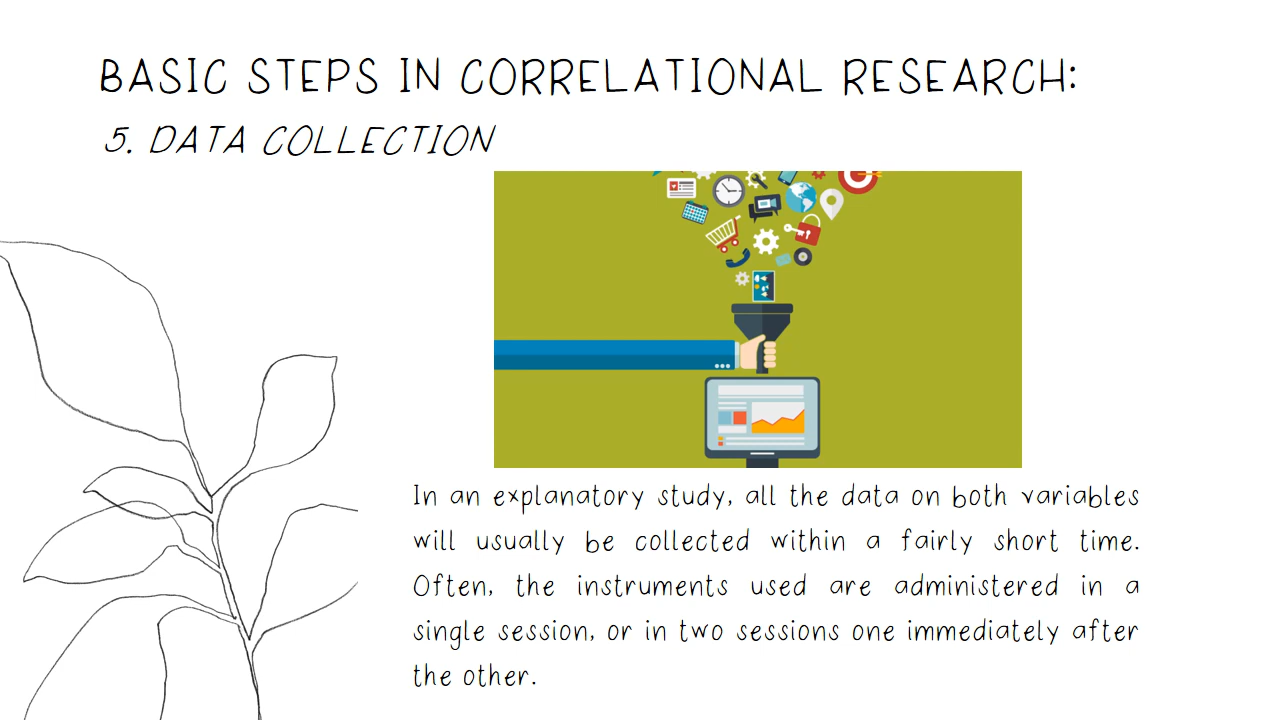 BASIC STEPS IN CORRELATIONAL RESEARCH:
5. DATA COLLECTION
In an explanatory study, all the data on both variables
will usually be collected within a fairly short time.
Often, the instruments used are administered in a
single session, or in two sessions one immediately after
the other.